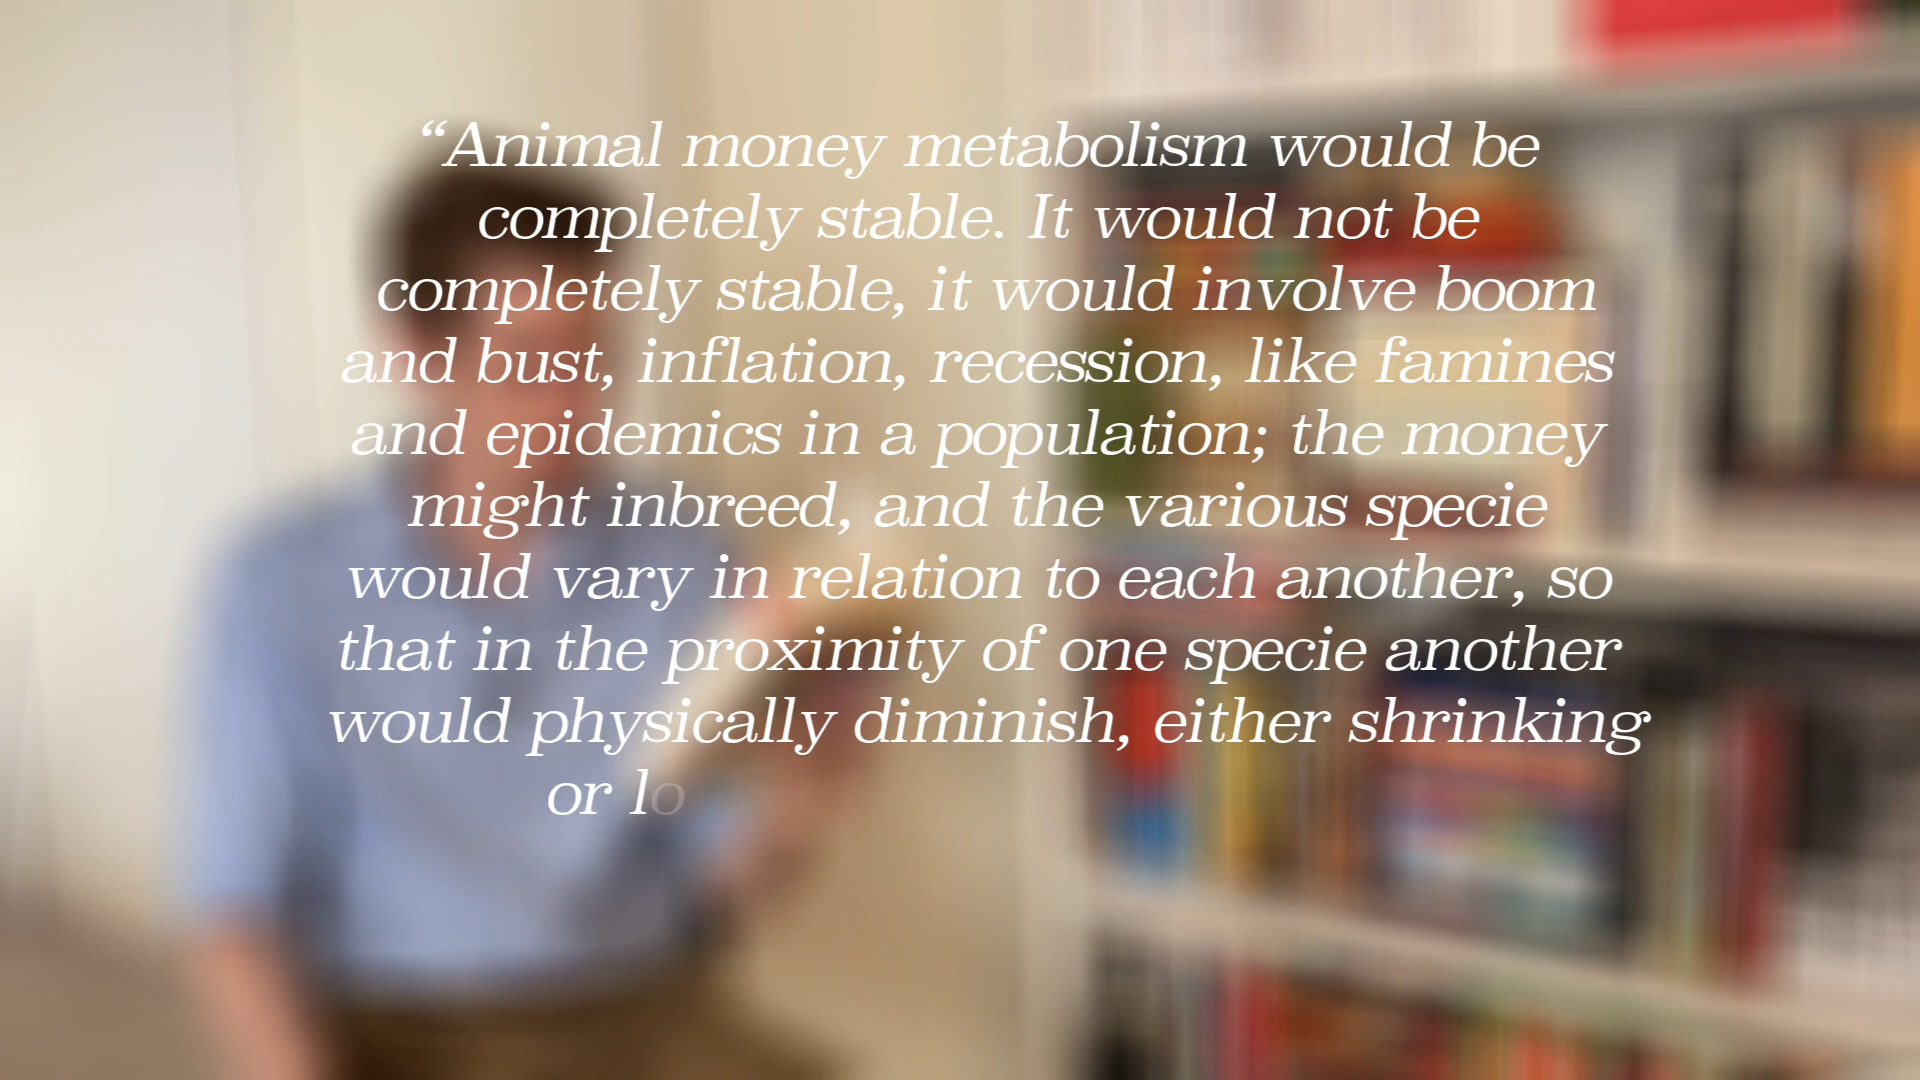 “Animal money metabolism would be
completely stable. It would not be
completely stable, it would involve boom
and bust, inflation, recession, like famines
and epidemics in a population; the money
might inbreed, and the various specie
would vary in relation to each another, so
that in the proximity of one specie another
would physically diminish, either shrinking
or lo